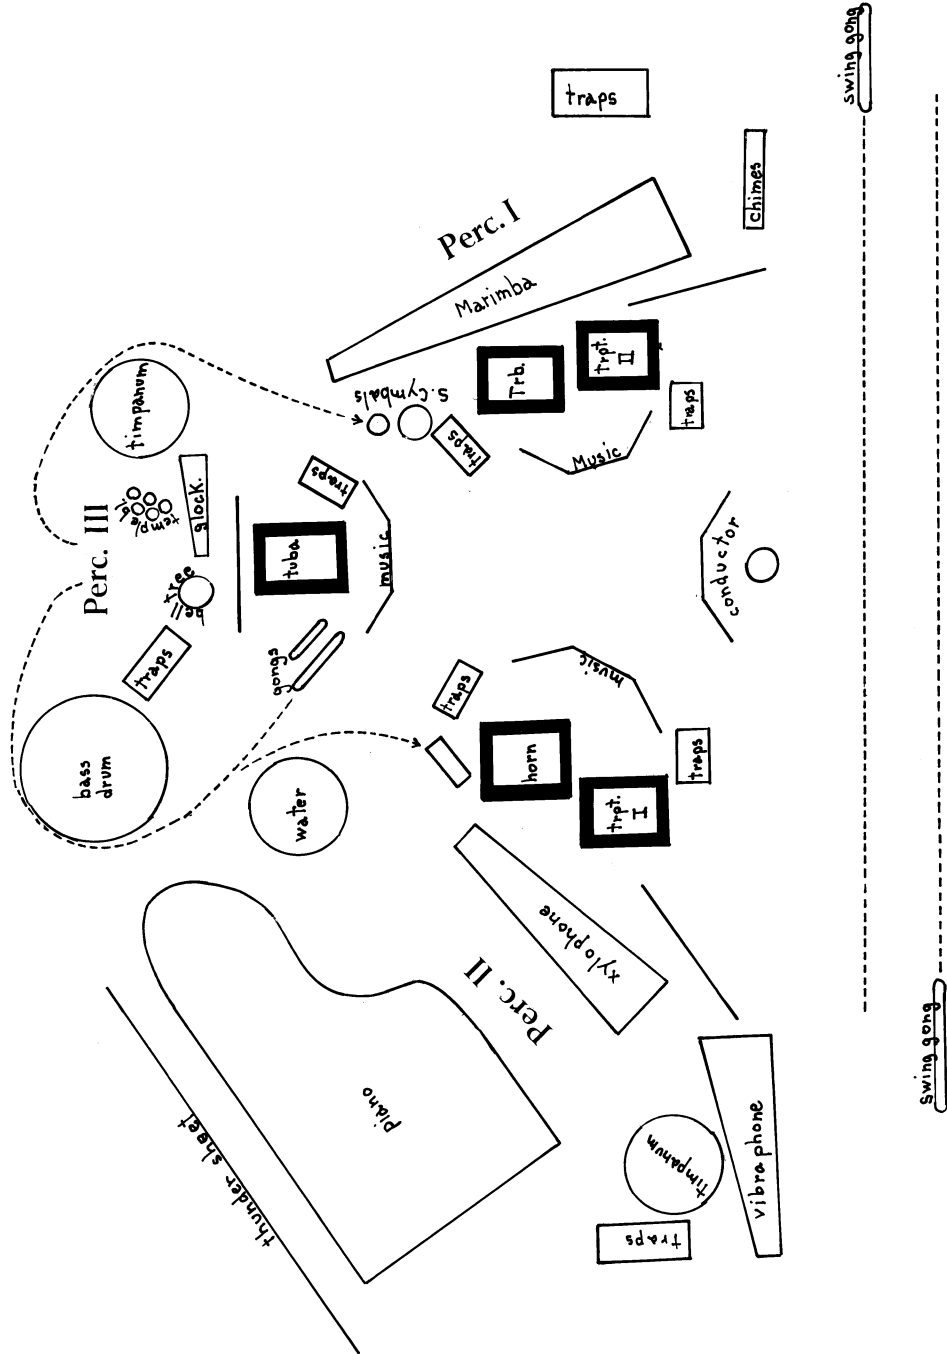 swing gong
traps
chimes
Perc. I
Marimba
trpt.
II
Trb.
traps
S. Cymbals
traps
Music
timpanum
temple
glock.
Perc. III
traps
tuba
music
conductor
bell tree
traps
gongs
bass
drum
water
traps
music
horn
traps
trpt.
I
xylophone
Perc. II
piano
thunder sheet
swing gong
vibraphone
timpanum
traps